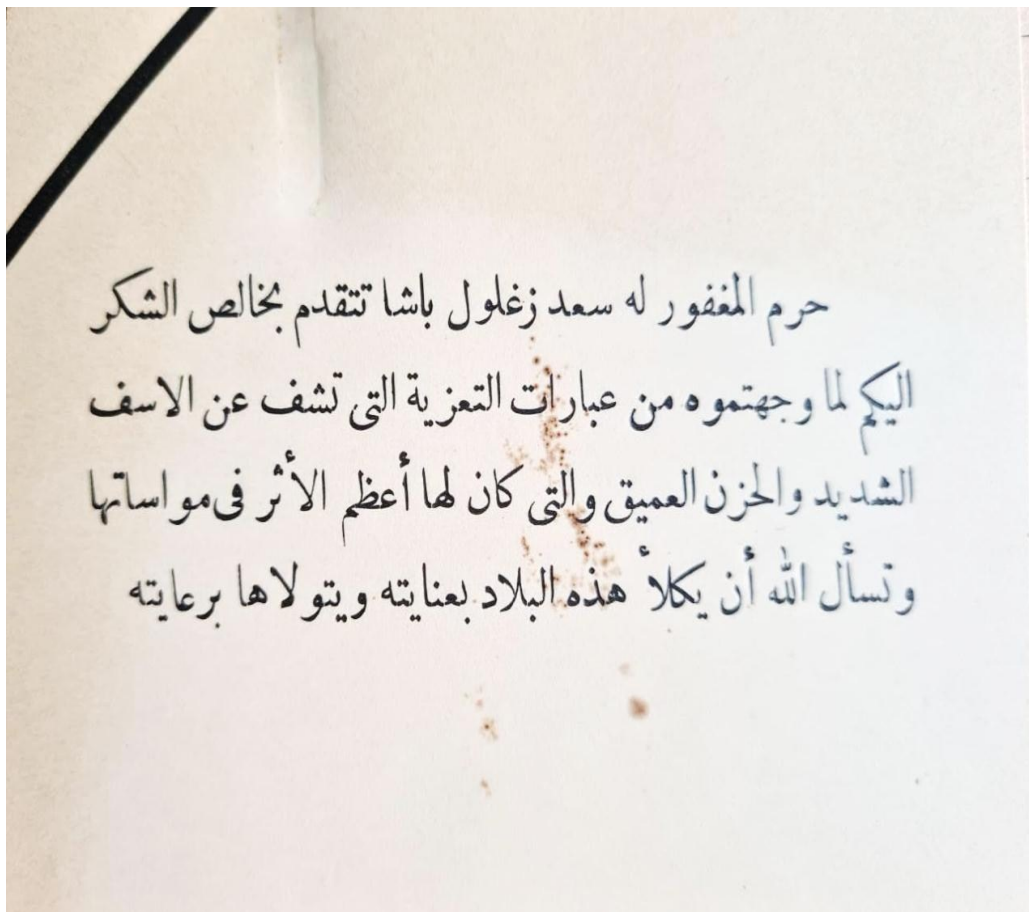 حرم المغفور له سعد زغلول باشا تتقدم بخالص الشكر
اليكم لما وجهتموه من عبارات التعزية التى تشف عن الاسف
الشديد والحزن العميق والتى كان لها أعظم الأثر فى مواساتها
وتسأل الله أن يكلأ هذه البلاد بعنايته ويتولاها برعايته